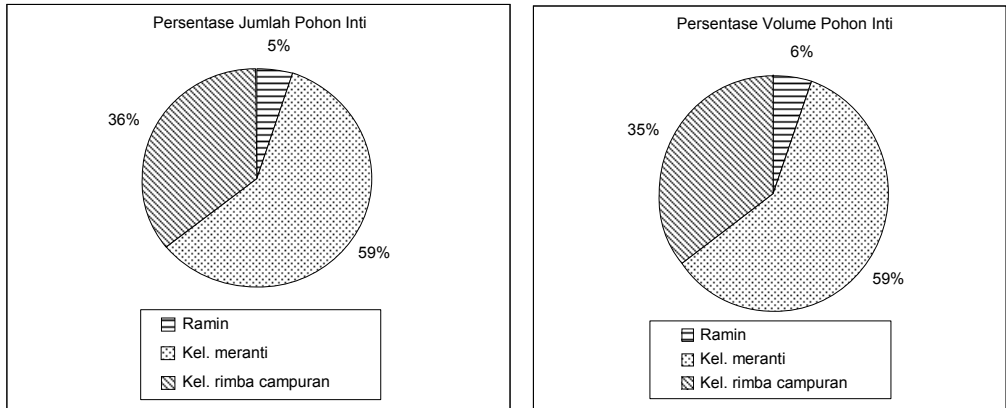 Persentase Jumlah Pohon Inti
5%
36%
59%
Ramin
Kel. meranti
Kel. rimba campuran
Persentase Volume Pohon Inti
6%
35%
59%
Ramin
Kel. meranti
Kel. rimba campuran